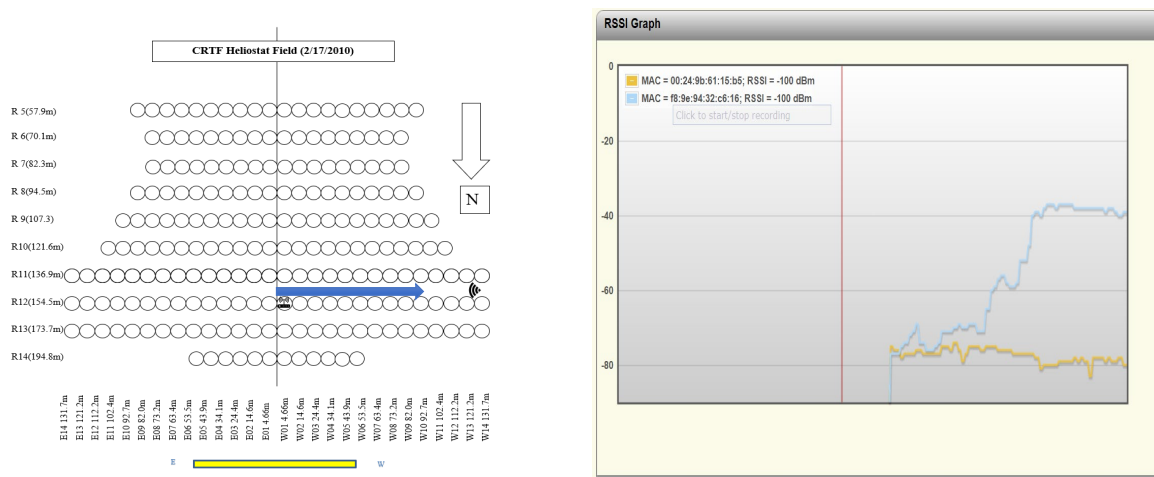 CRTF Heliostat Field (2/17/2010)
R 5(57.9m)
R 6(70.1m)
R 7(82.3m)
R 8(94.5m)
R 9(107.3)
R10(121.6m)
R11(136.9m)
R12(154.5m)
R13(173.7m)
R14(194.8m)
N
E14 131.7m
E13 121.2m
E12 112.2m
E11 102.4m
E10 92.7m
E09 82.0m
E08 73.2m
E07 63.4m
E06 53.5m
E05 43.9m
E04 34.1m
E03 24.4m
E02 14.6m
E01 4.66m
W01 4.66m
W02 14.6m
W03 24.4m
W04 34.1m
W05 43.9m
W06 53.5m
W07 63.4m
W08 73.2m
W09 82.0m
W10 92.7m
W11 102.4m
W12 112.2m
W13 121.2m
W14 131.7m
E
W
RSSI Graph
0
-20
-40
-60
-80
MAC = 00:24:9b:61:15:b5; RSSI = -100 dBm
MAC = f8:9e:94:32:c6:16; RSSI = -100 dBm
Click to start/stop recording